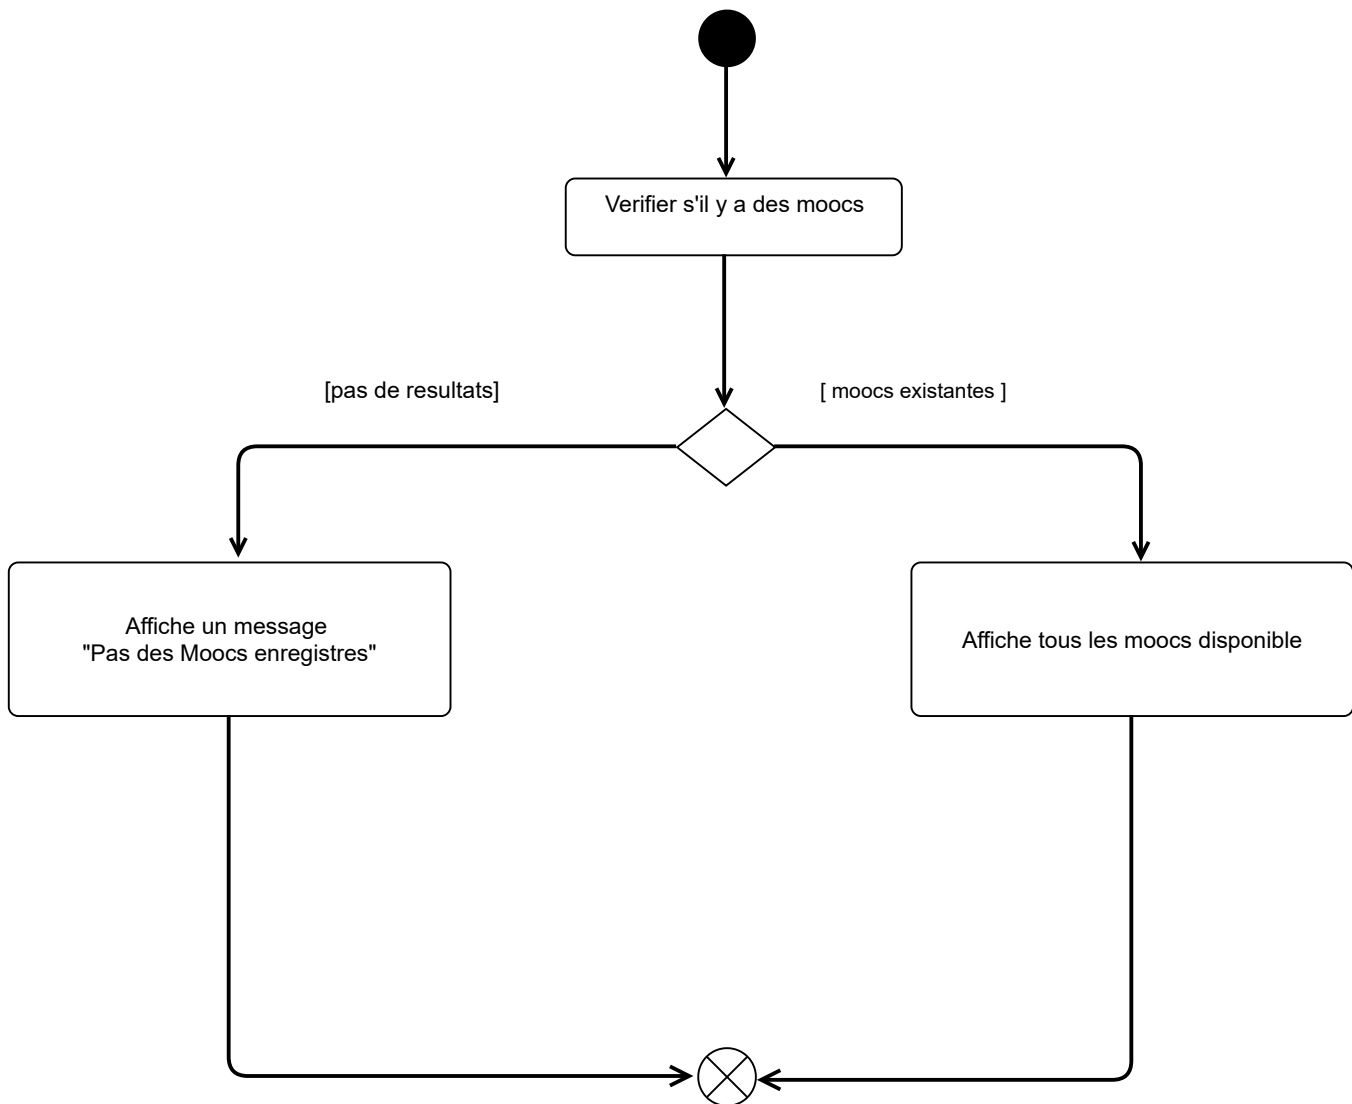 Verifier s'il y a des moocs
[pas de resultats]
[ moocs existantes ]
Affiche un message
"Pas des Moocs enregistres"
Affiche tous les moocs disponible